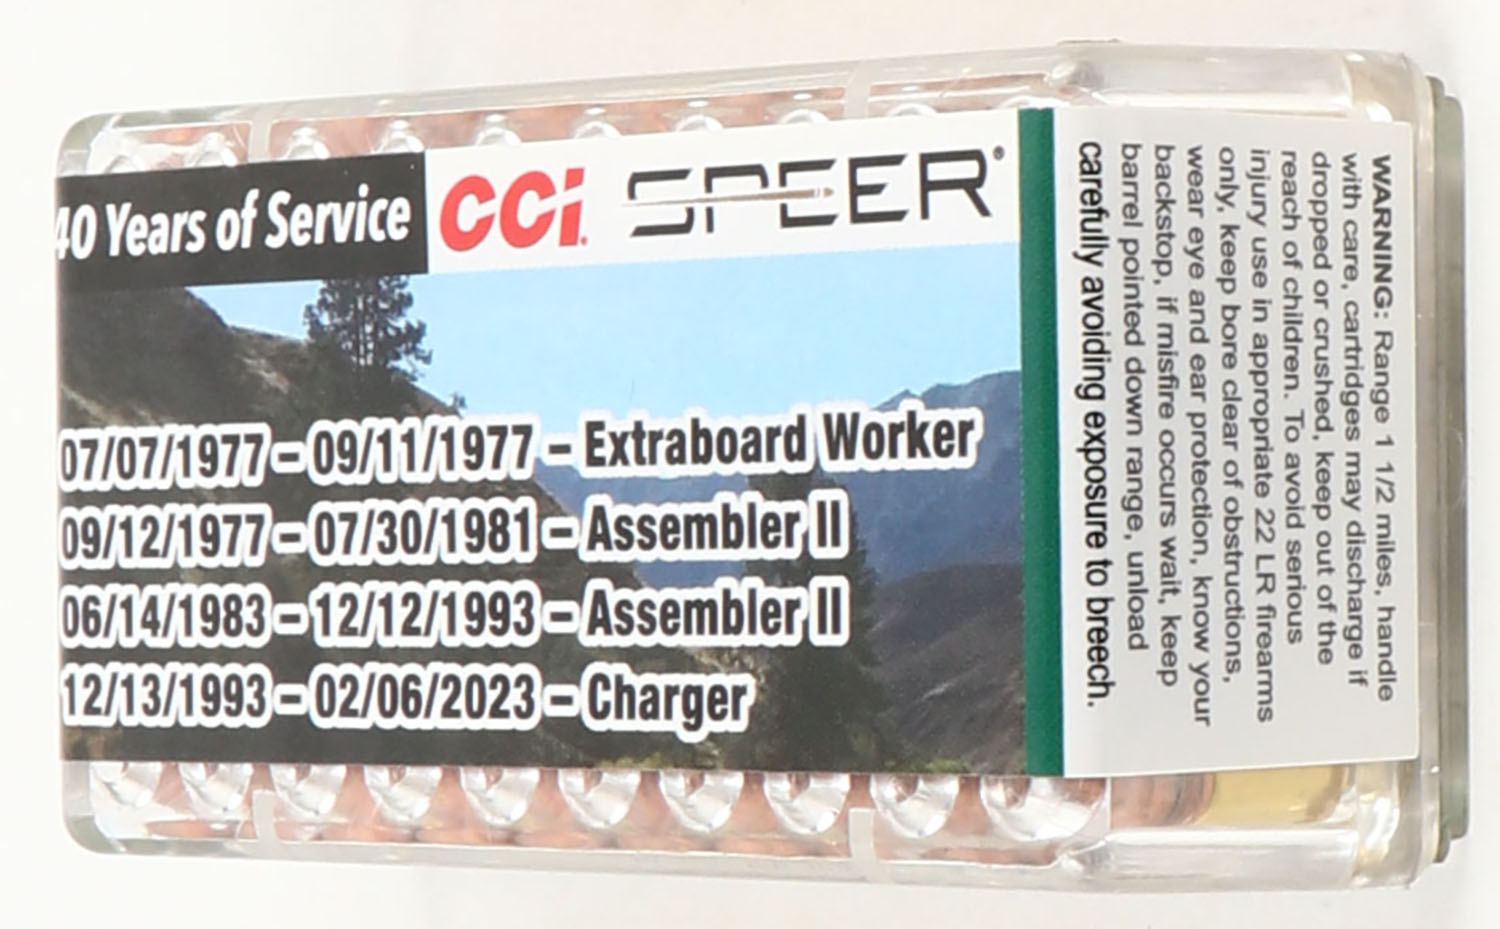 40 Years of Service
CCI SPEER®
07/07/1977 – 09/11/1977 – Extraboard Worker
09/12/1977 – 07/30/1981 – Assembler II
06/14/1983 – 12/12/1993 – Assembler II
12/13/1993 – 02/06/2023 – Charger
WARNING: Range 1 1/2 miles, handle
with care, cartridges may discharge if
dropped or crushed, keep out of the
reach of children. To avoid serious
injury use in appropriate 22 LR firearms
only, keep bore clear of obstructions,
wear eye and ear protection, know your
backstop, if misfire occurs wait, keep
barrel pointed down range, unload
carefully avoiding exposure to breech.